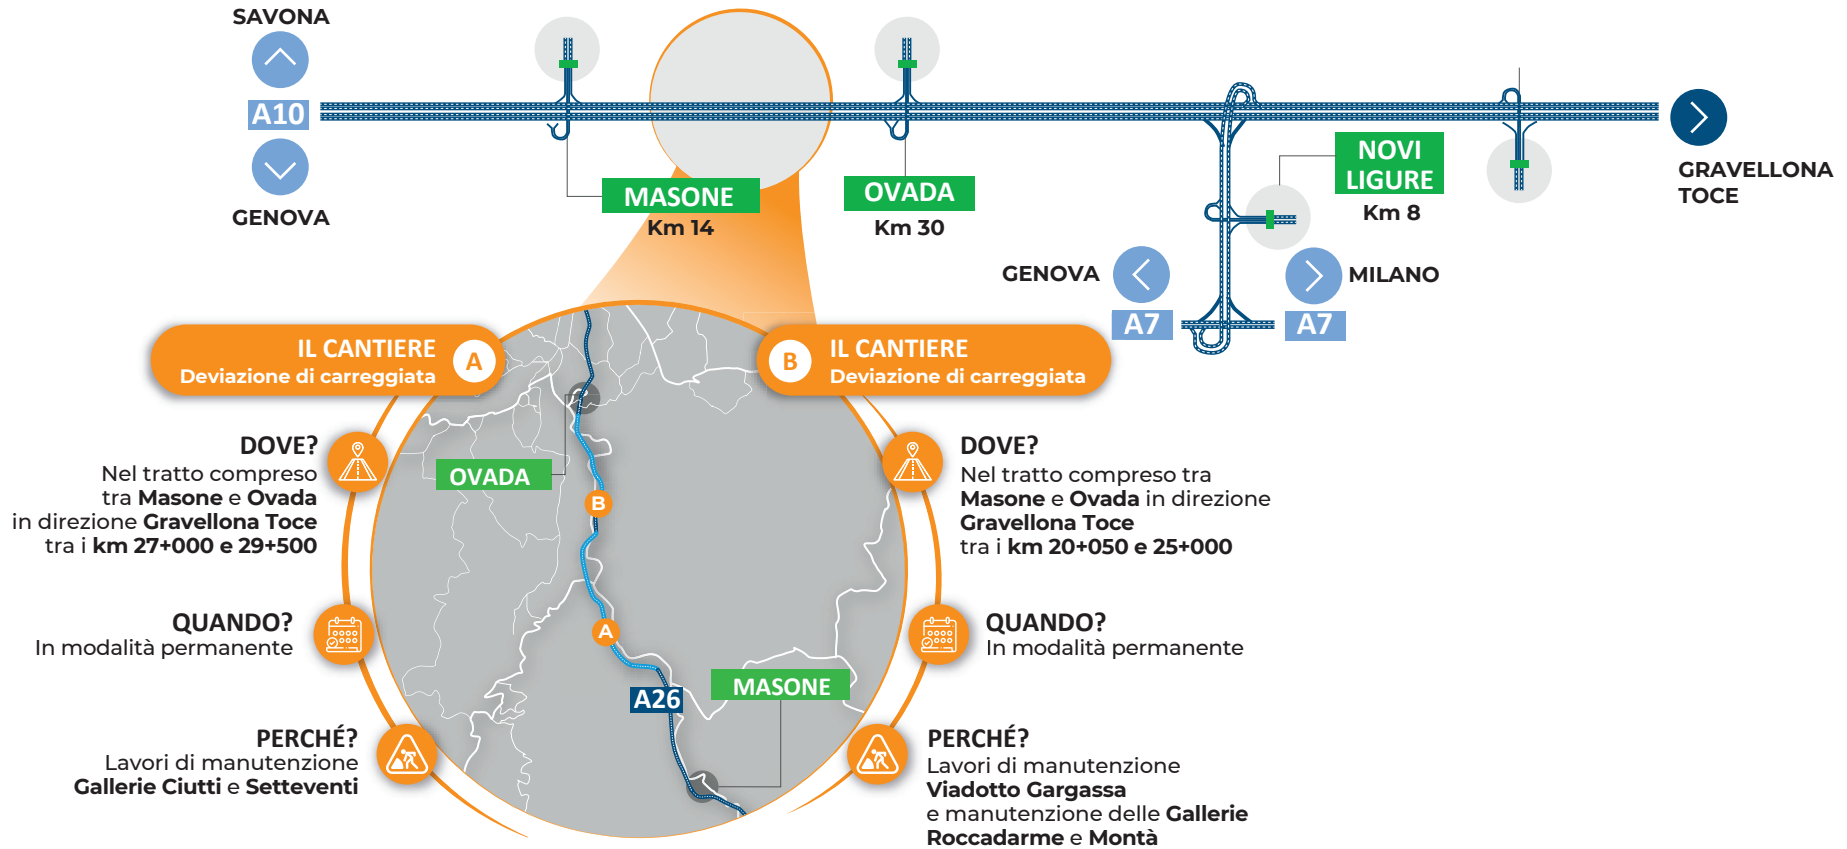 SAVONA
A10
GENOVA
MASONE
Km 14
OVADA
Km 30
NOVI
LIGURE
Km 8
GRAVELLONA
TOCE
GENOVA
MILANO
A7
A7
IL CANTIERE
Deviazione di carreggiata
A
DOVE?
Nel tratto compreso
tra Masone e Ovada
in direzione Gravellona Toce
tra i km 27+000 e 29+500
QUANDO?
In modalità permanente
PERCHÉ?
Lavori di manutenzione
Gallerie Ciutti e Setteventi
OVADA
B
A
A26
MASONE
B
IL CANTIERE
Deviazione di carreggiata
DOVE?
Nel tratto compreso tra
Masone e Ovada in direzione
Gravellona Toce
tra i km 20+050 e 25+000
QUANDO?
In modalità permanente
PERCHÉ?
Lavori di manutenzione
Viadotto Gargassa
e manutenzione delle Gallerie
Roccadarme e Montà